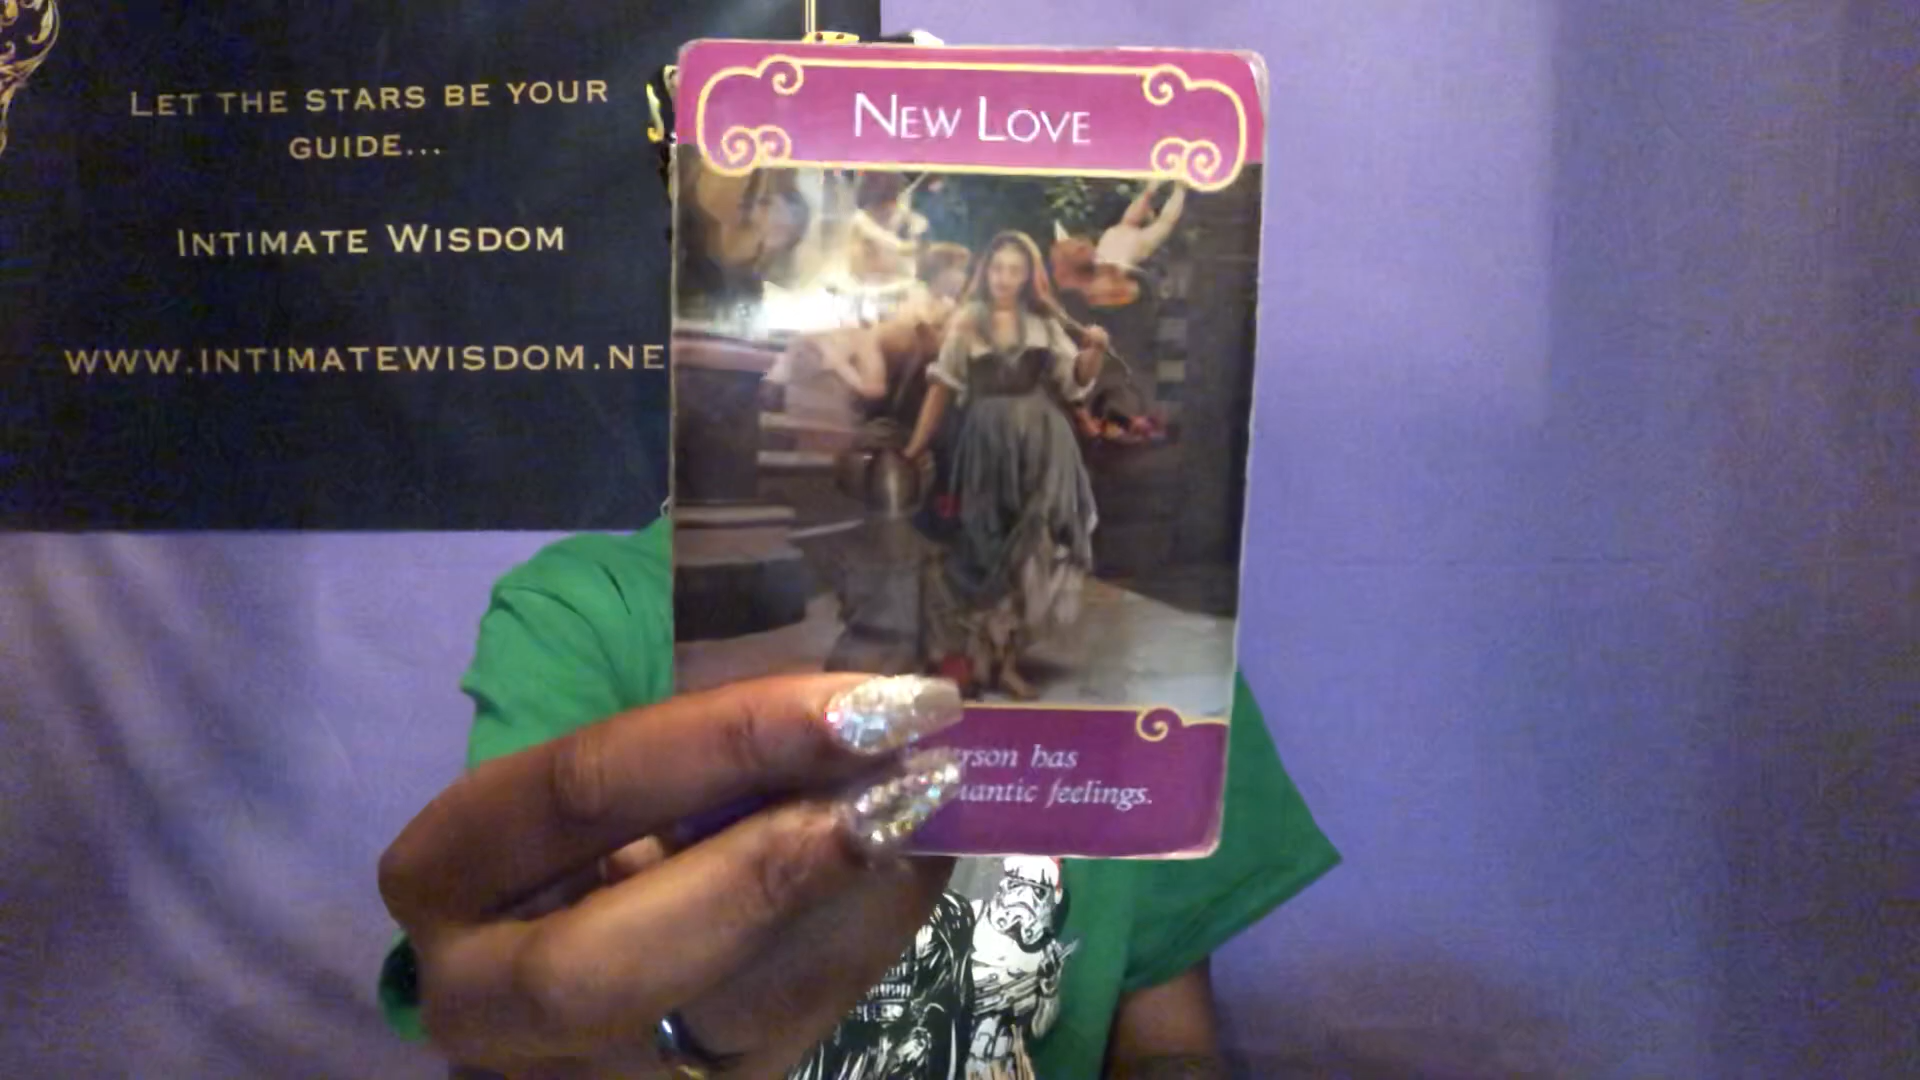 LET THE STARS BE YOUR
GUIDE...
INTIMATE WISDOM
WWW.INTIMATEWISDOM.NE
NEW LOVE
has
feelings.